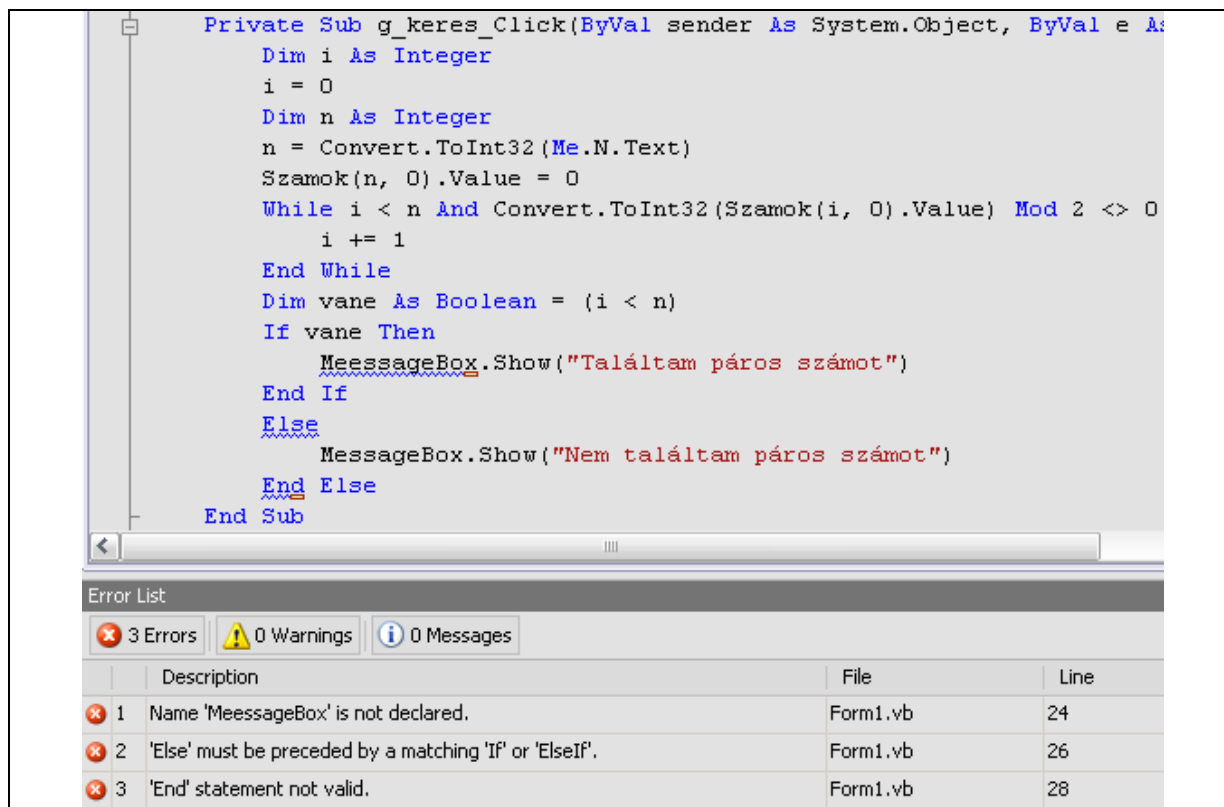 Private Sub g_keres_Click(ByVal sender As System.Object, ByVal e As
Dim i As Integer
i = 0
Dim n As Integer
n = Convert.ToInt32(Me.N.Text)
Szamok(n, 0).Value = 0
While i < n And Convert.ToInt32(Szamok(i, 0).Value) Mod 2 <> 0
i += 1
End While
Dim vane As Boolean = (i < n)
If vane Then
MeessageBox.Show("Találtam páros számot")
End If
Else
MessageBox.Show("Nem találtam páros számot")
End Else
End Sub
Error List
3 Errors 0 Warnings 0 Messages
Description File Line
1 Name 'MeessageBox' is not declared. Form1.vb 24
2 'Else' must be preceded by a matching 'If' or 'ElseIf'. Form1.vb 26
3 'End' statement not valid. Form1.vb 28